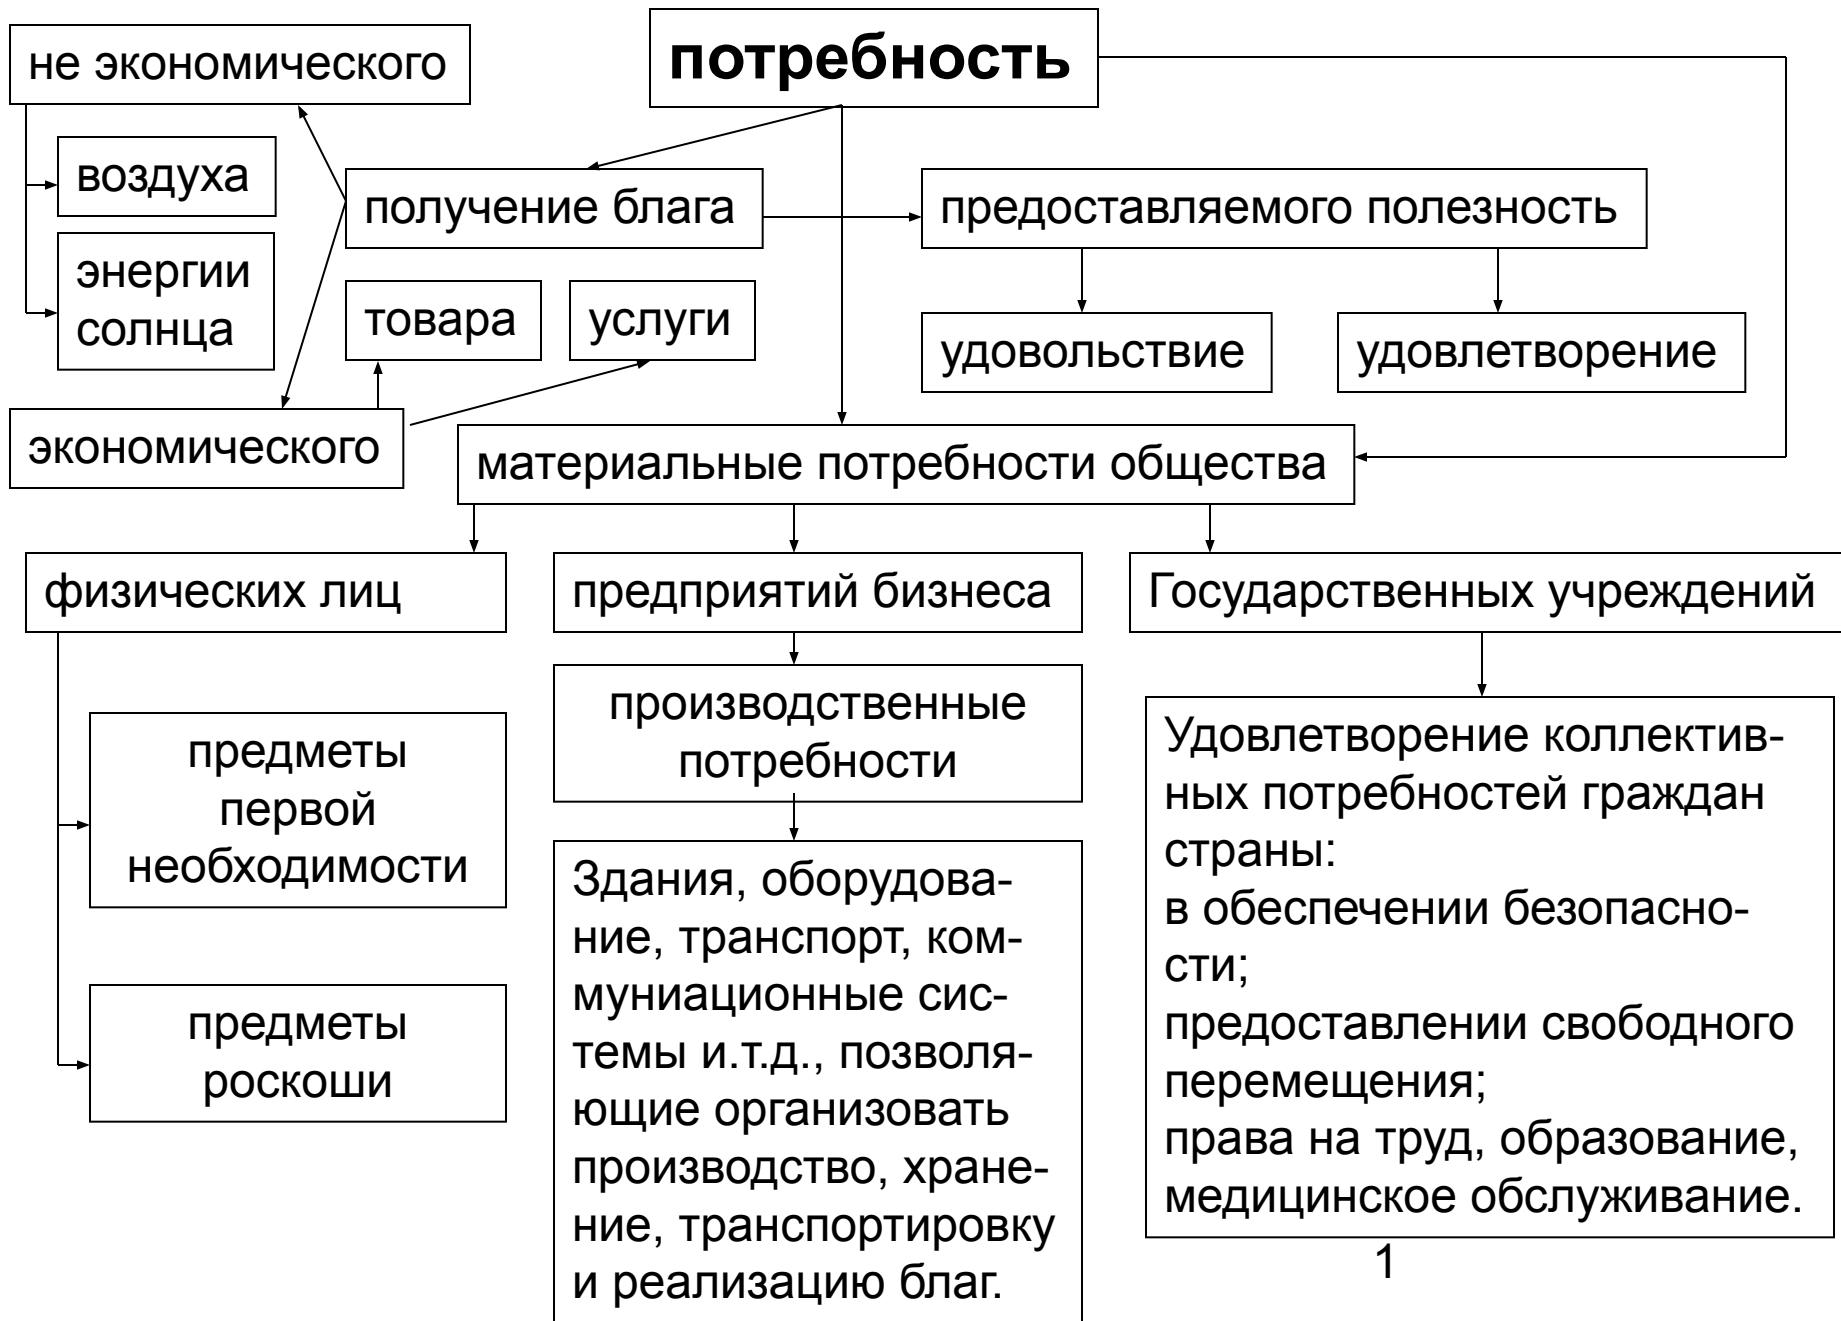 не экономического
потребность
воздуха
получение блага
предоставляемого полезность
энергии
солнца
товара
услуги
удовольствие
удовлетворение
экономического
материальные потребности общества
физических лиц
предприятий бизнеса
Государственных учреждений
предметы
первой
необходимости
предметы
роскоши
производственные
потребности
Здания, оборудова-
ние, транспорт, ком-
муниационные сис-
темы и.т.д., позволя-
ющие организовать
производство, хране-
ние, транспортировку
и реализацию благ.
Удовлетворение коллектив-
ных потребностей граждан
страны:
в обеспечении безопасно-
сти;
предоставлении свободного
перемещения;
права на труд, образование,
медицинское обслуживание.
1